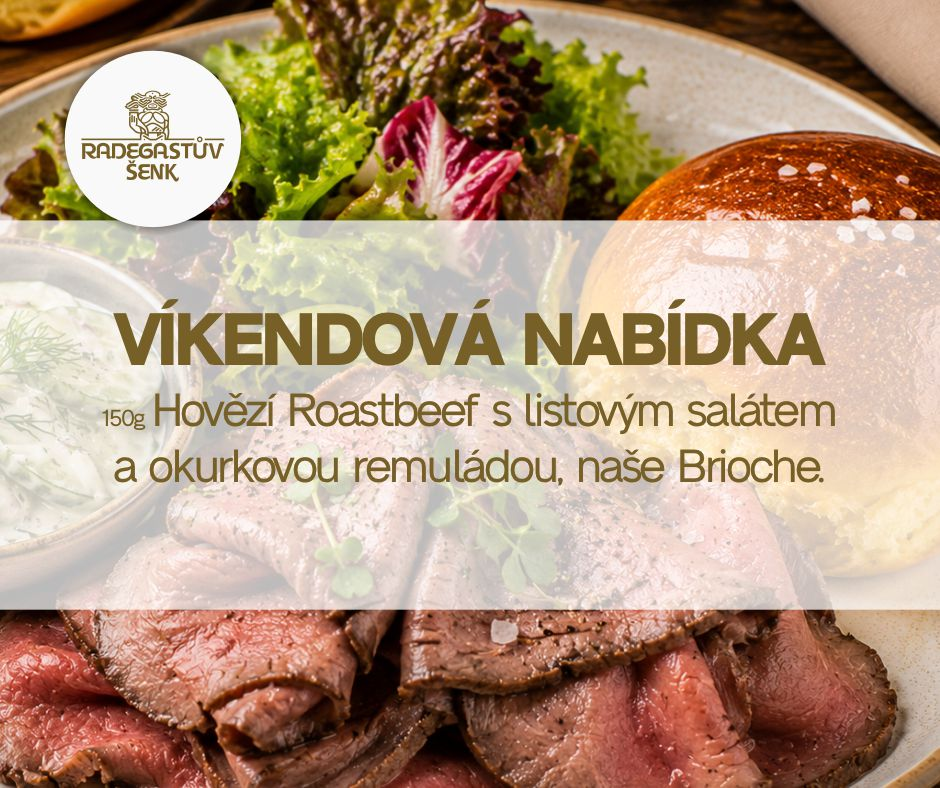 RADEGASTŮV
ŠENK
VÍKENDOVÁ NABÍDKA
150g Hovězí Roastbeef s listovým salátem
a okurkovou remuládou, naše Brioche.